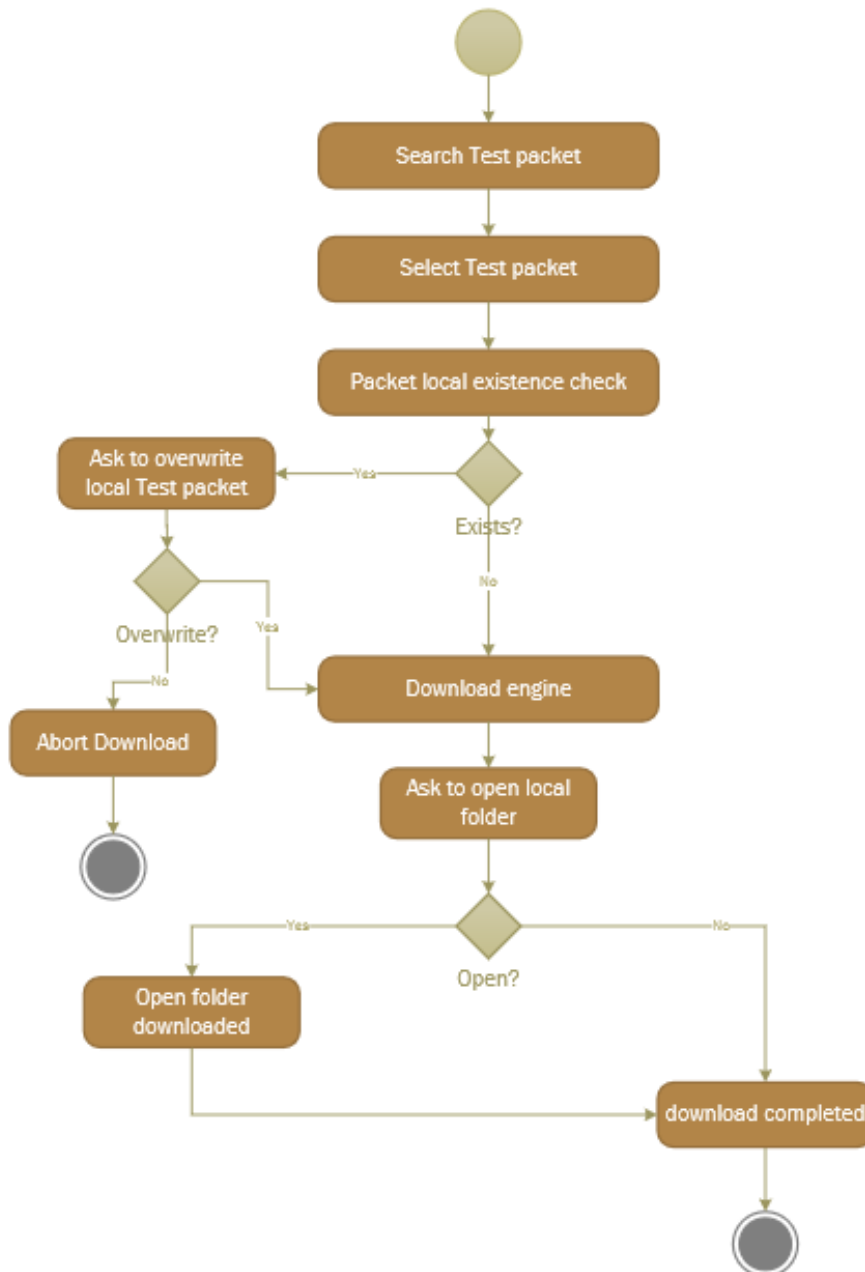 Search Test packet
Select Test packet
Packet local existence check
Ask to overwrite
local Test packet
Yes
Exists?
No
Overwrite?
Yes
No
Download engine
Abort Download
Ask to open local
folder
Yes
No
Open?
Open folder
downloaded
download completed